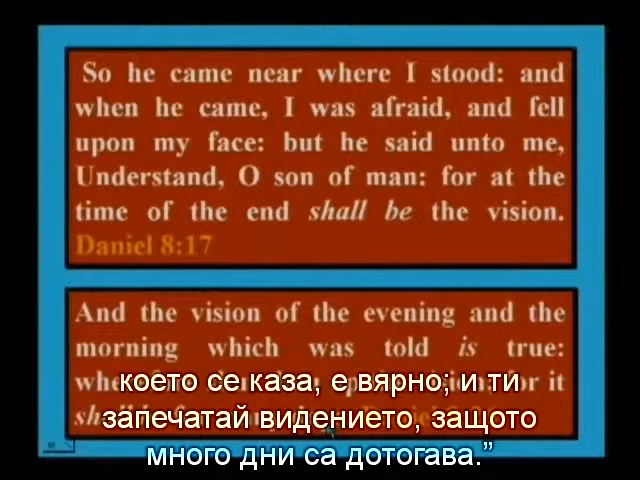 So he came near where I stood: and
when he came, I was afraid, and fell
upon my face: but he said unto me,
Understand, O son of man: for at the
time of the end shall be the vision.
Daniel 8:17
And the vision of the evening and the
morning which was told is true:
for it
което се каза, е вярно; и ти
запечатай видението, защото
много дни са дотогава.”